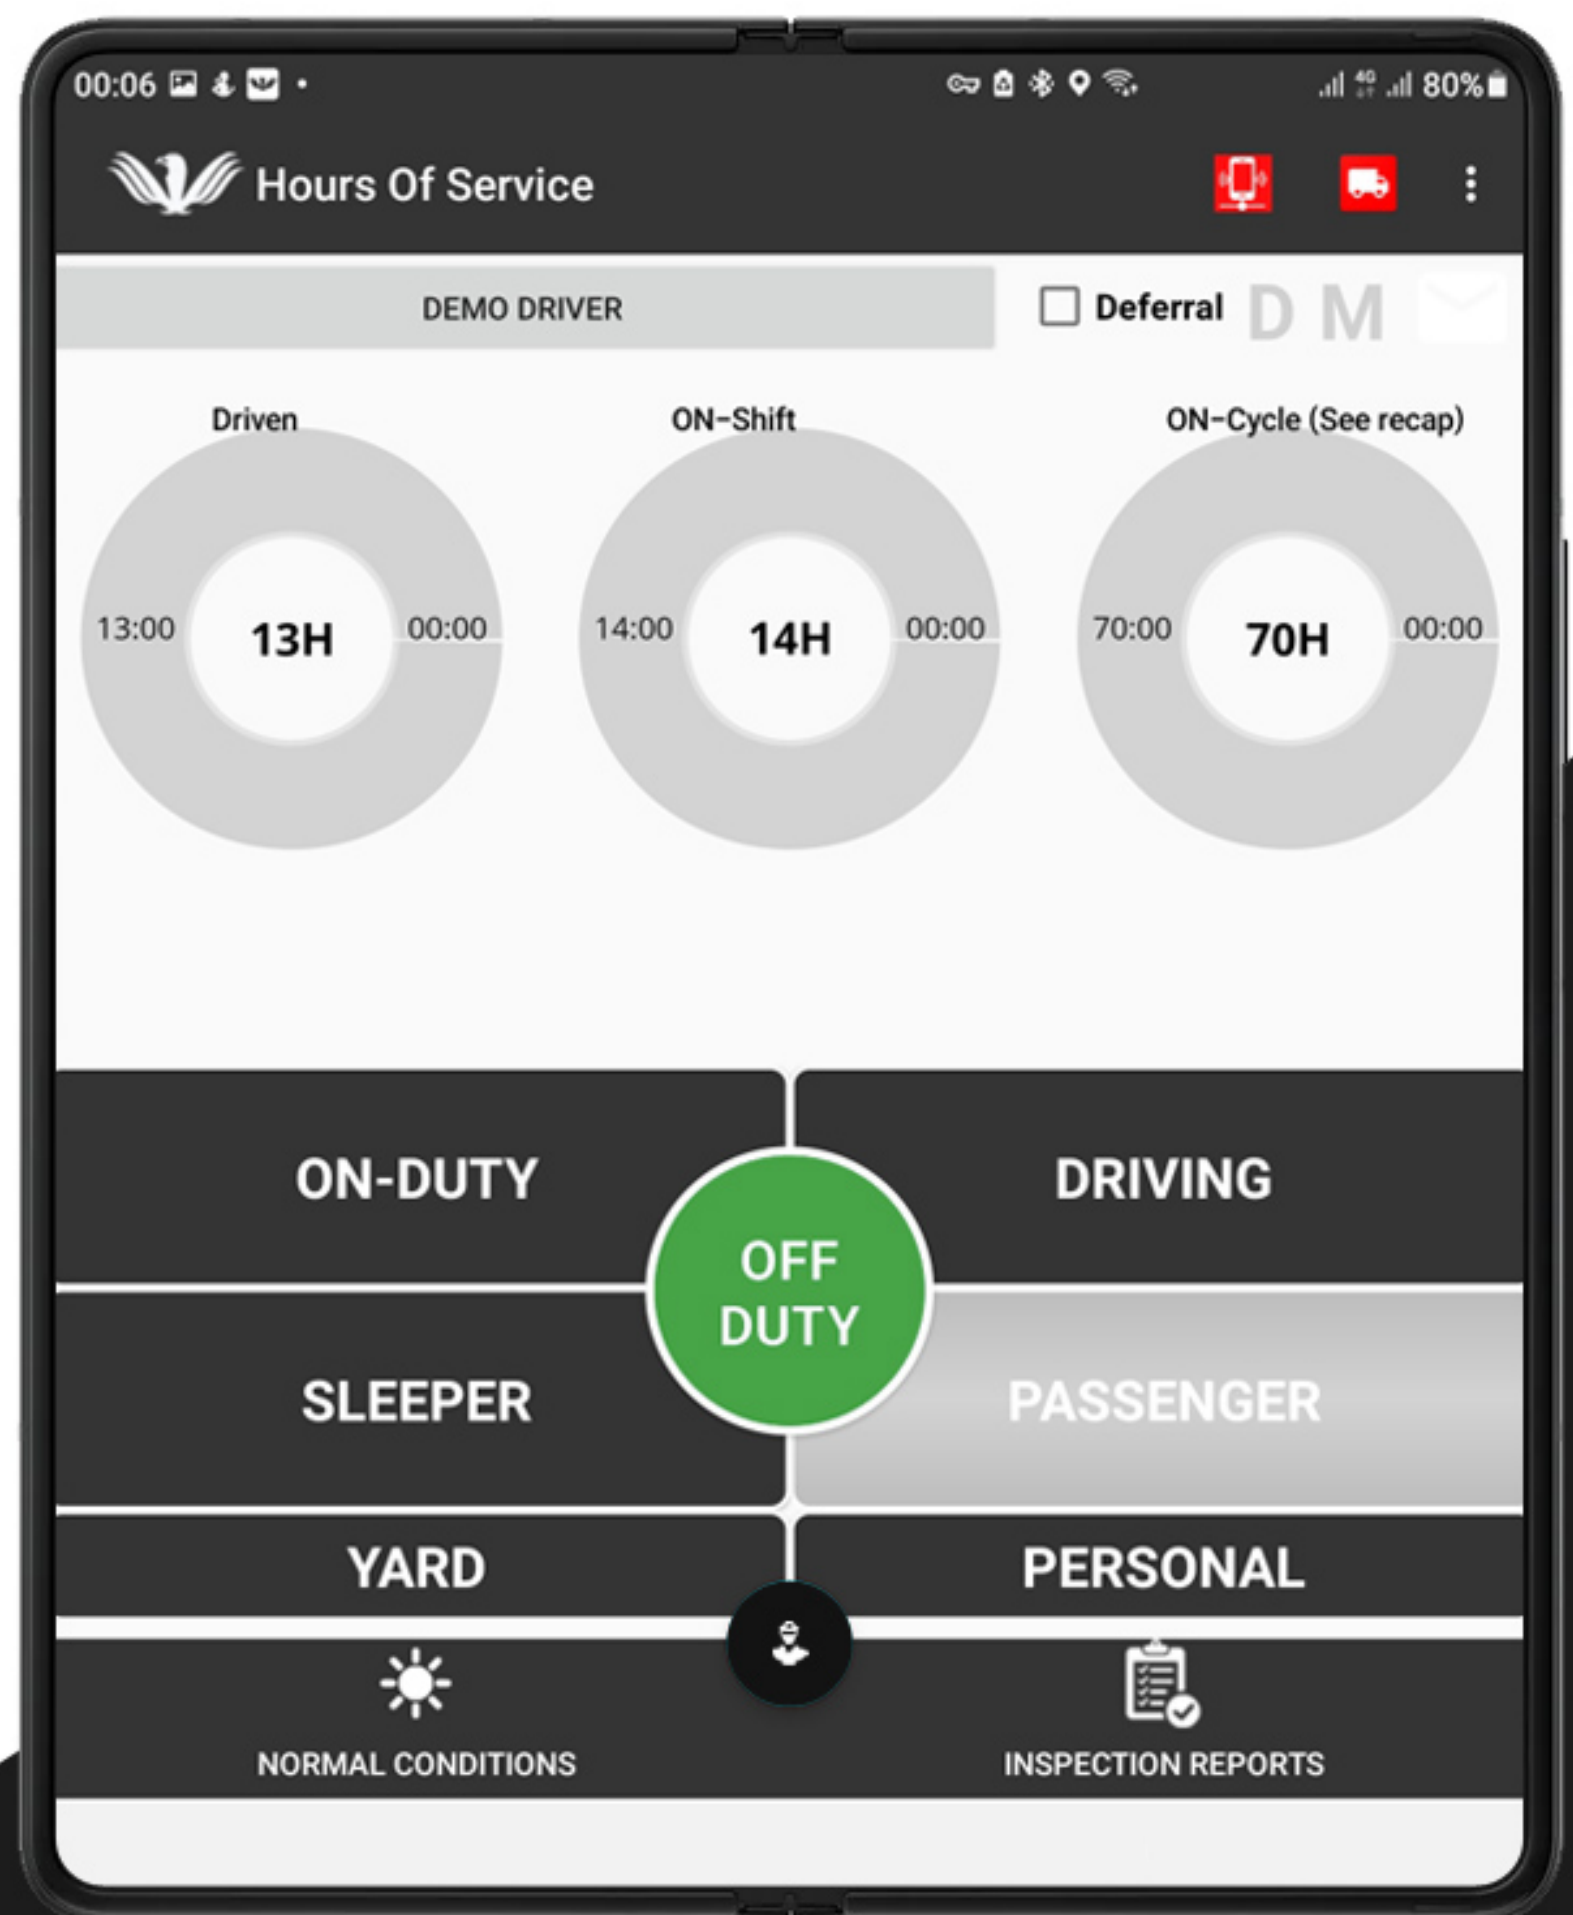 00:06
4G
80%
Hours Of Service
DEMO DRIVER
Deferral
D M
Driven
ON-Shift
ON-Cycle (See recap)
13:00
13H
00:00
14:00
14H
00:00
70:00
70H
00:00
ON-DUTY
DRIVING
OFF
DUTY
SLEEPER
PASSENGER
YARD
PERSONAL
NORMAL CONDITIONS
INSPECTION REPORTS